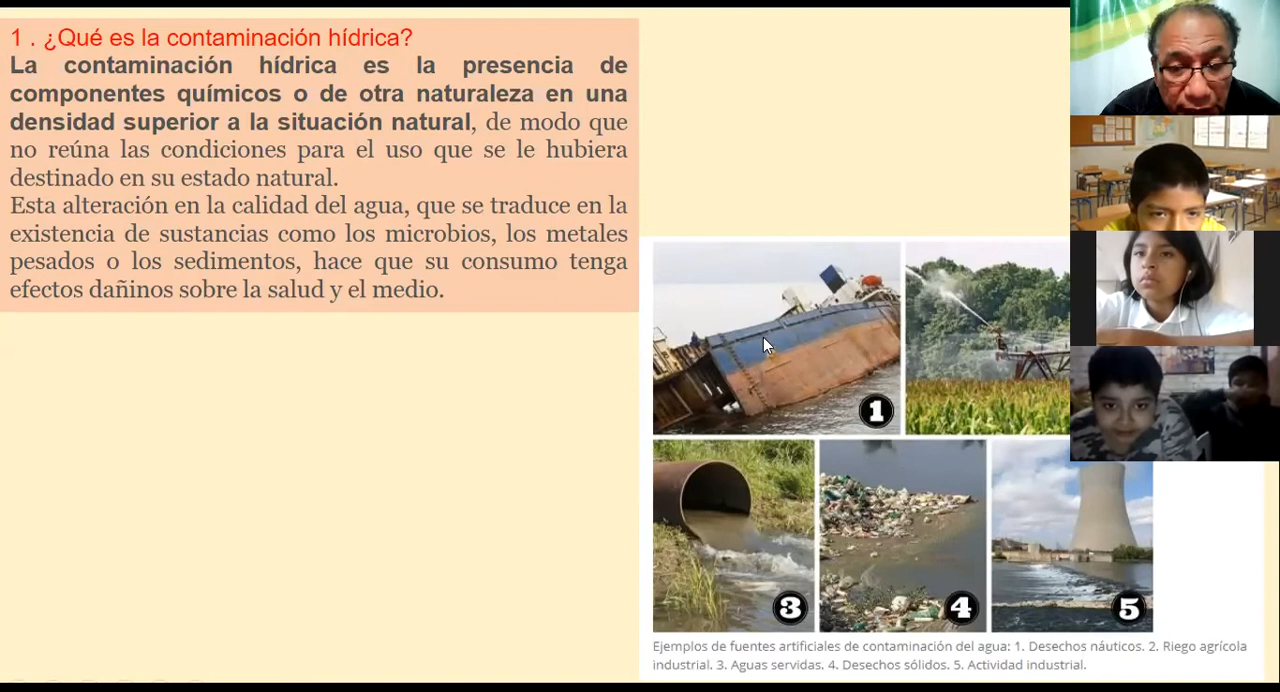 1 . ¿Qué es la contaminación hídrica?
La contaminación hídrica es la presencia de
componentes químicos o de otra naturaleza en una
densidad superior a la situación natural, de modo que
no reúna las condiciones para el uso que se le hubiera
destinado en su estado natural.
Esta alteración en la calidad del agua, que se traduce en la
existencia de sustancias como los microbios, los metales
pesados o los sedimentos, hace que su consumo tenga
efectos dañinos sobre la salud y el medio.
1
3
4
5
Ejemplos de fuentes artificiales de contaminación del agua: 1. Desechos náuticos. 2. Riego agrícola
industrial. 3. Aguas servidas. 4. Desechos sólidos. 5. Actividad industrial.